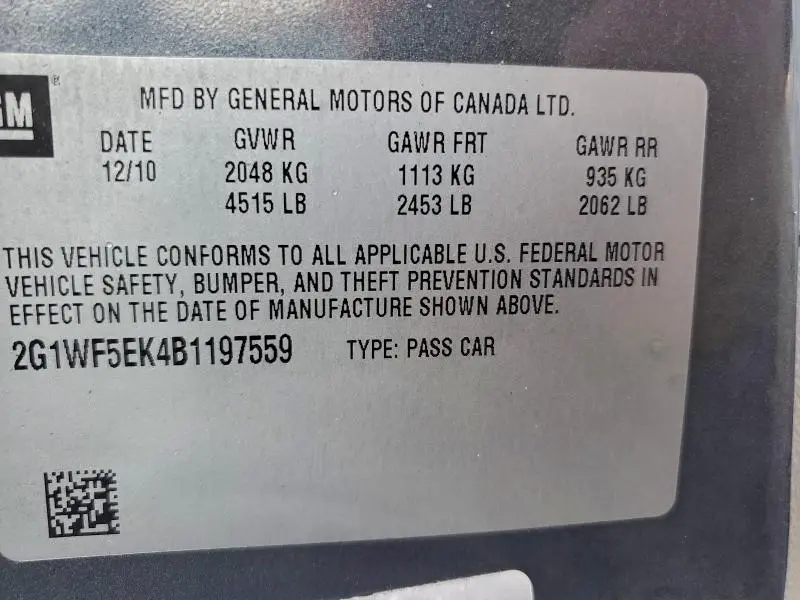 GM
®
MFD BY GENERAL MOTORS OF CANADA LTD.
DATE GVWR GAWR FRT GAWR RR
12/10 2048 KG 1113 KG 935 KG
4515 LB 2453 LB 2062 LB
THIS VEHICLE CONFORMS TO ALL APPLICABLE U.S. FEDERAL MOTOR
VEHICLE SAFETY, BUMPER, AND THEFT PREVENTION STANDARDS IN
EFFECT ON THE DATE OF MANUFACTURE SHOWN ABOVE.
2G1WF5EK4B1197559 TYPE: PASS CAR